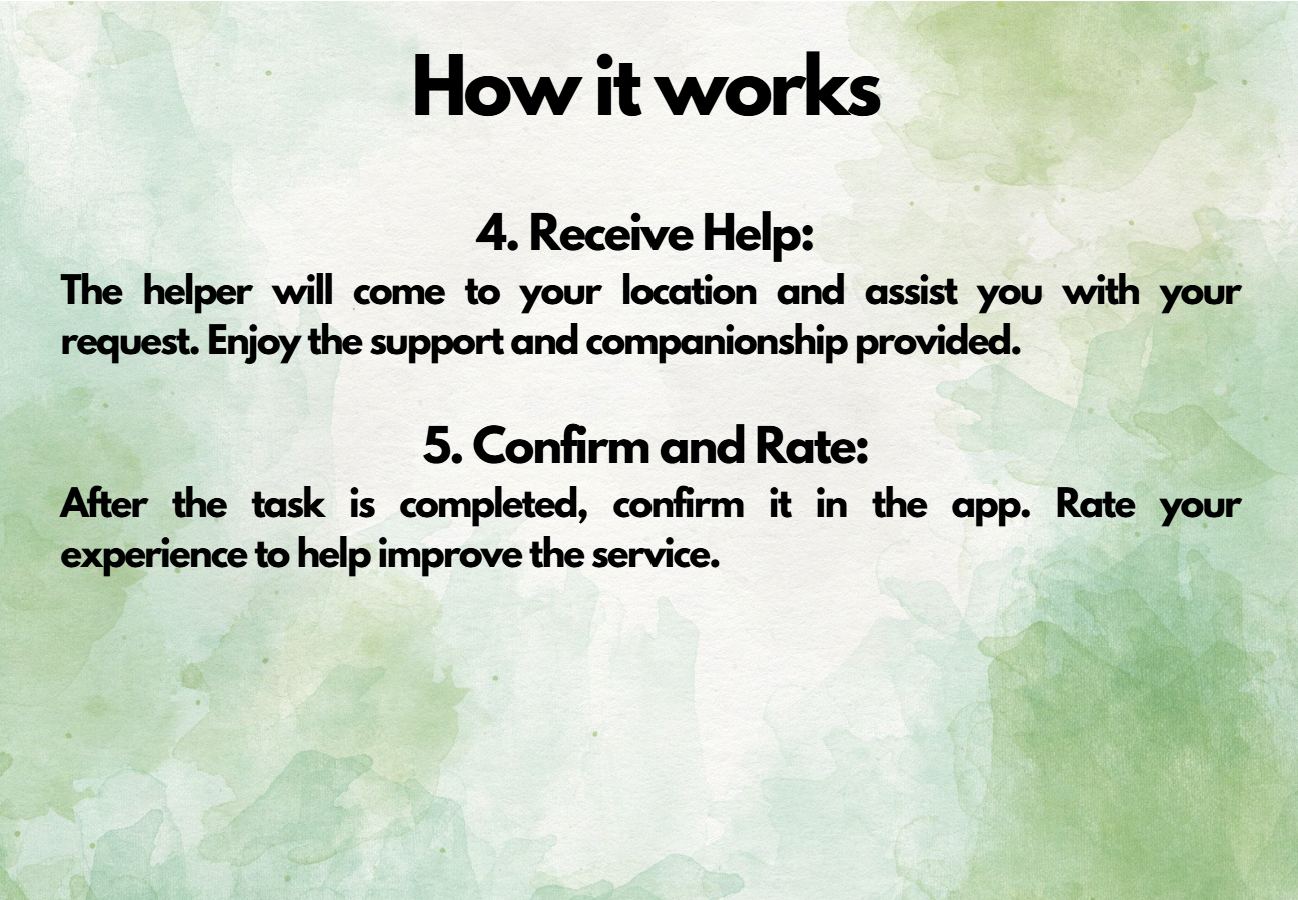 How it works
4. Receive Help:
The helper will come to your location and assist you with your
request. Enjoy the support and companionship provided.
5. Confirm and Rate:
After the task is completed, confirm it in the app. Rate your
experience to help improve the service.